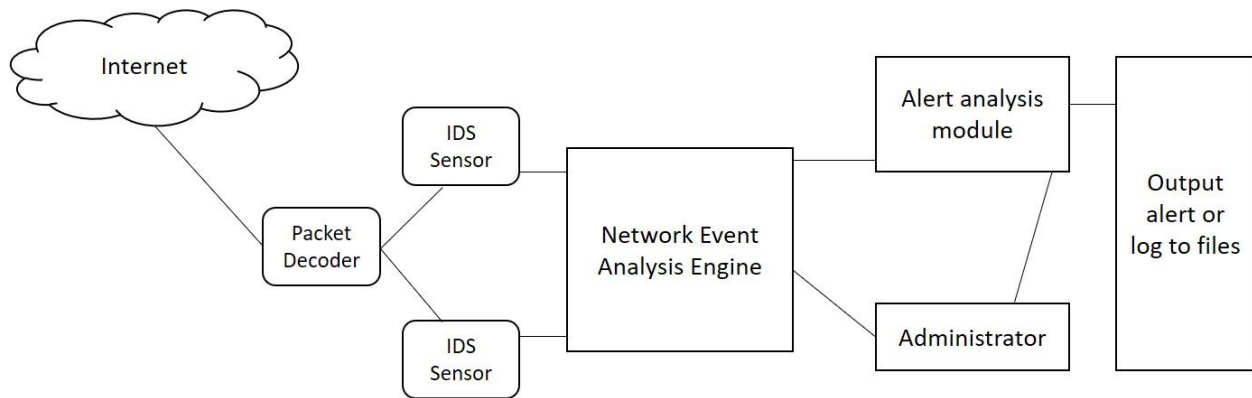 Internet
IDS
Sensor
Packet
Decoder
IDS
Sensor
Network Event
Analysis Engine
Alert analysis
module
Administrator
Output
alert or
log to files